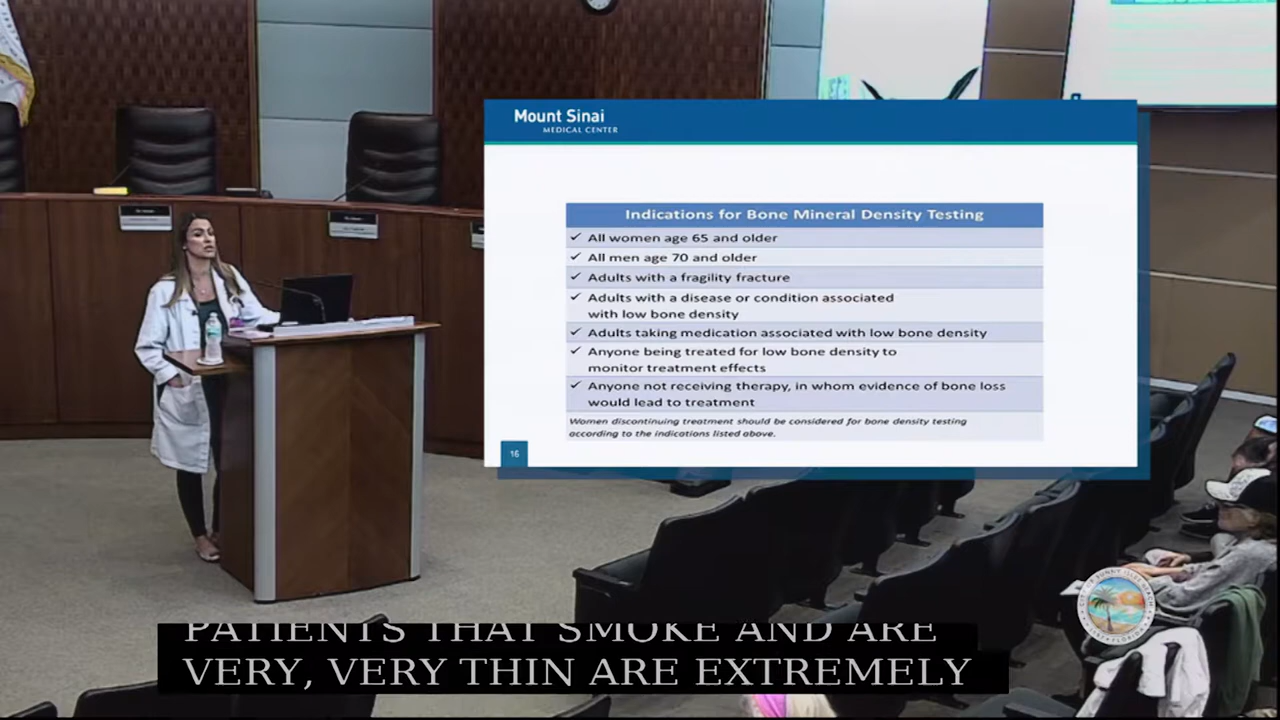 Mount Sinai
MEDICAL CENTER
Indications for Bone Mineral Density Testing
✓ All women age 65 and older
✓ All men age 70 and older
✓ Adults with a fragility fracture
✓ Adults with a disease or condition associated
with low bone density
✓ Adults taking medication associated with low bone density
✓ Anyone being treated for low bone density to
monitor treatment effects
✓ Anyone not receiving therapy, in whom evidence of bone loss
would lead to treatment
Women discontinuing treatment should be considered for bone density testing
according to the indications listed above.
16
PATIENTS THAT SMOKE AND ARE
VERY, VERY THIN ARE EXTREMELY